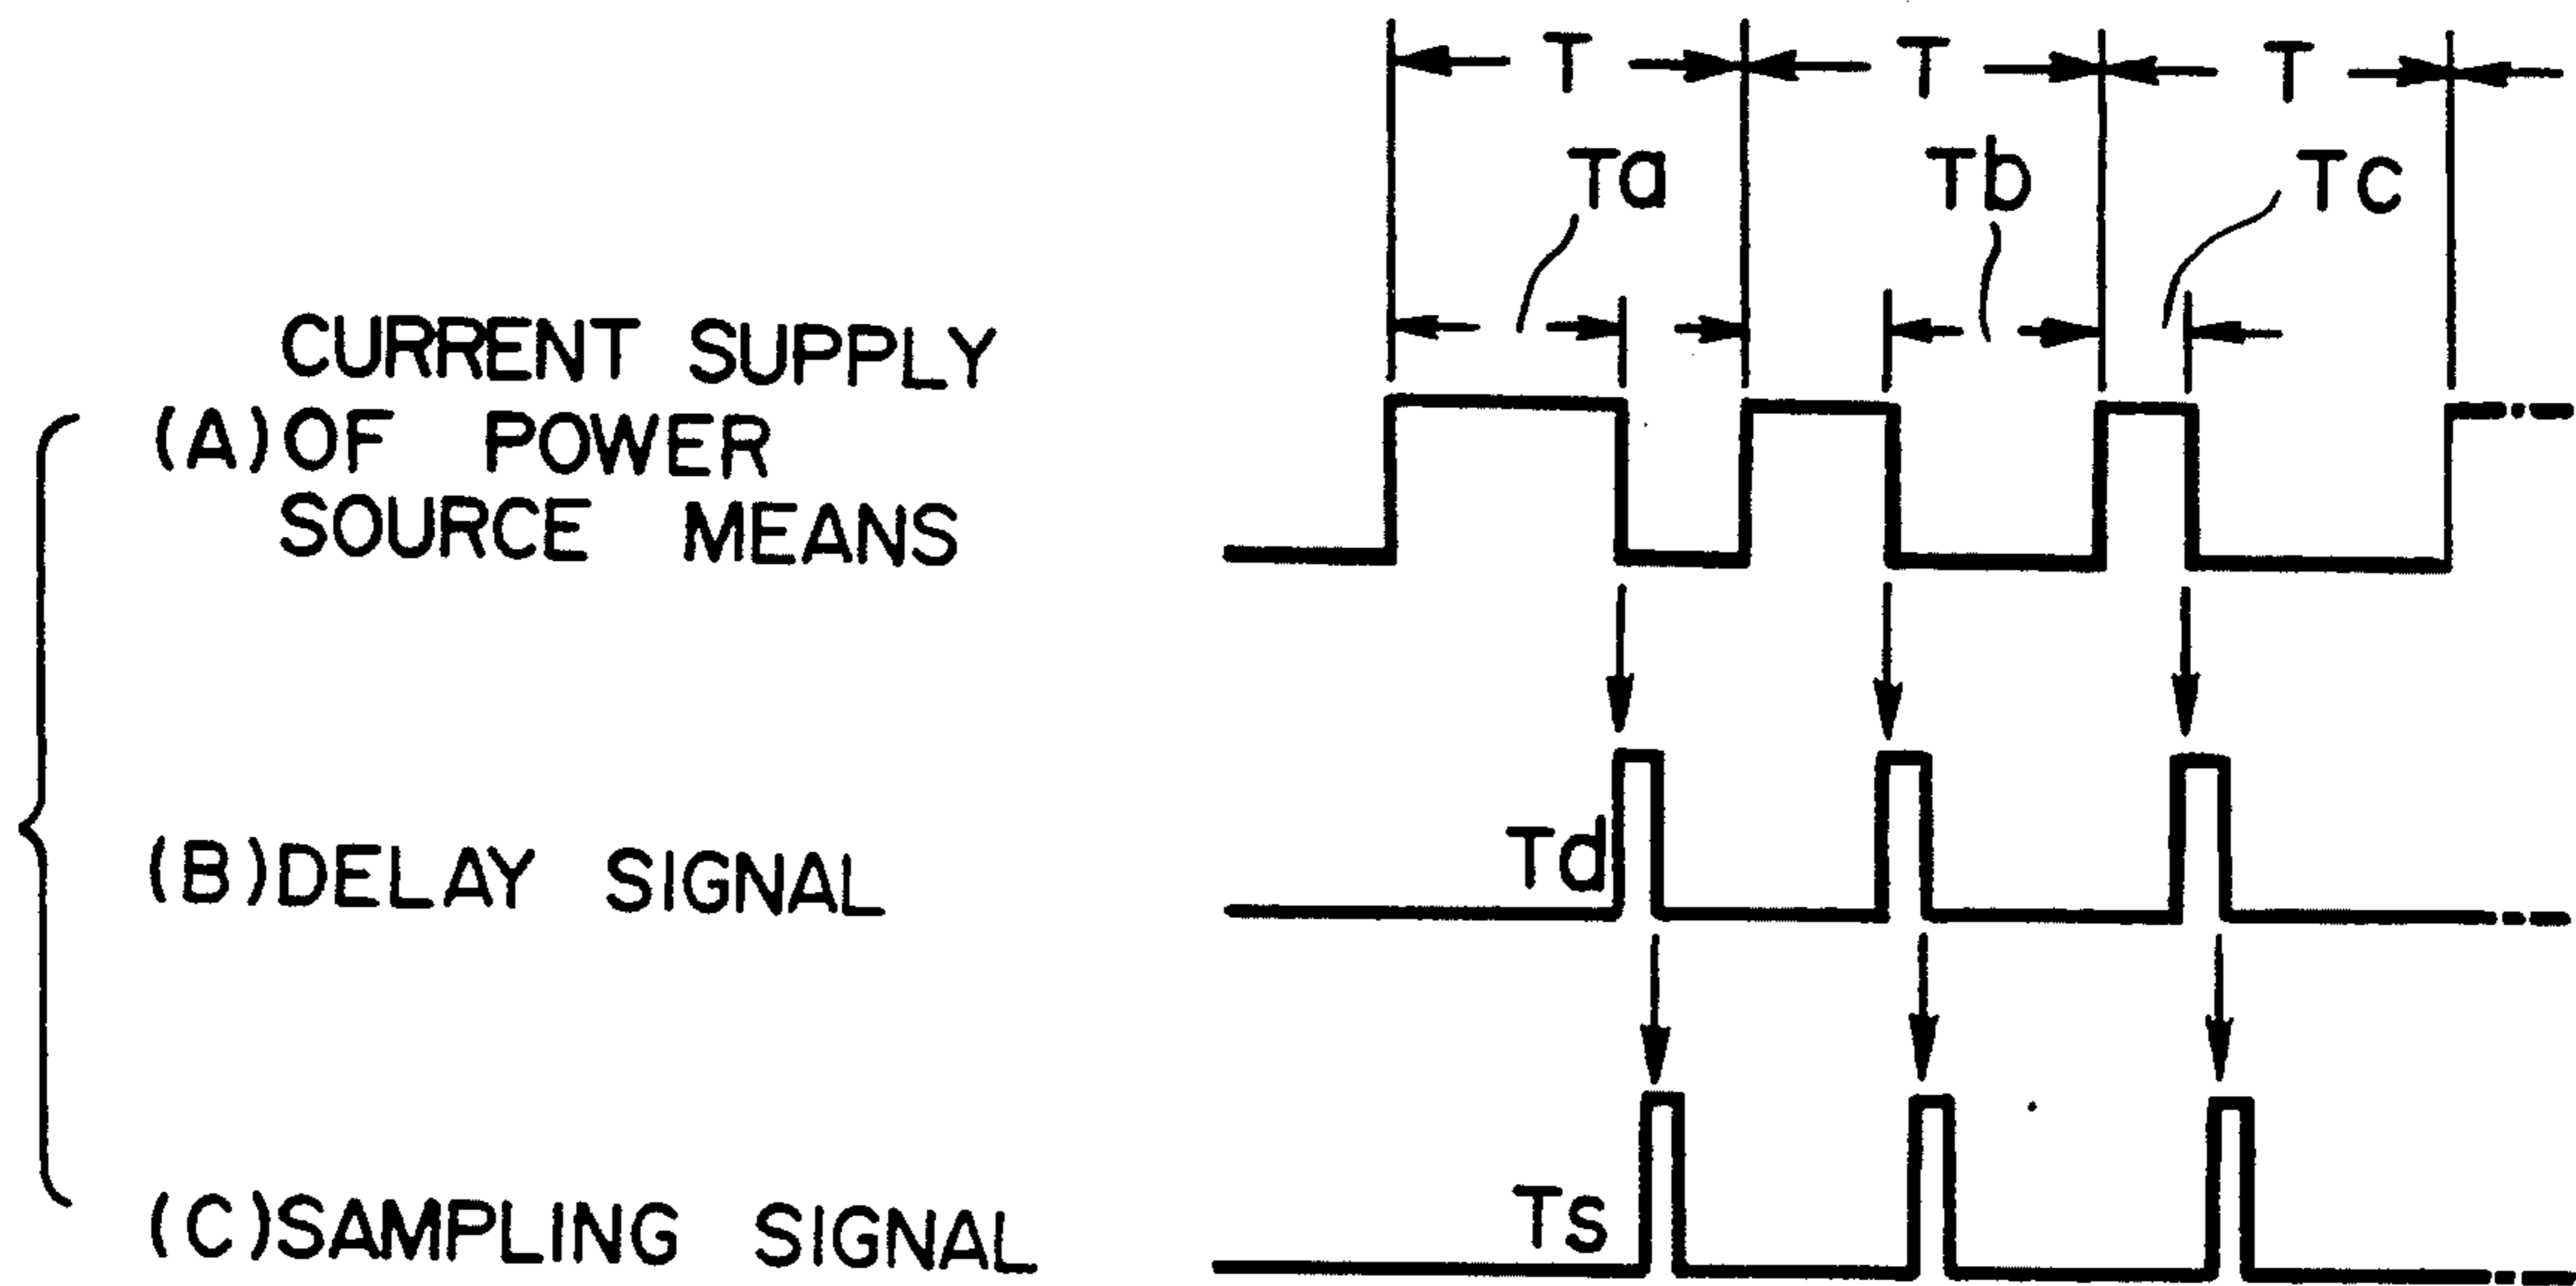 T T T
Ta Tb Tc
CURRENT SUPPLY
(A) OF POWER
SOURCE MEANS
(B) DELAY SIGNAL
Td
(C) SAMPLING SIGNAL
Ts